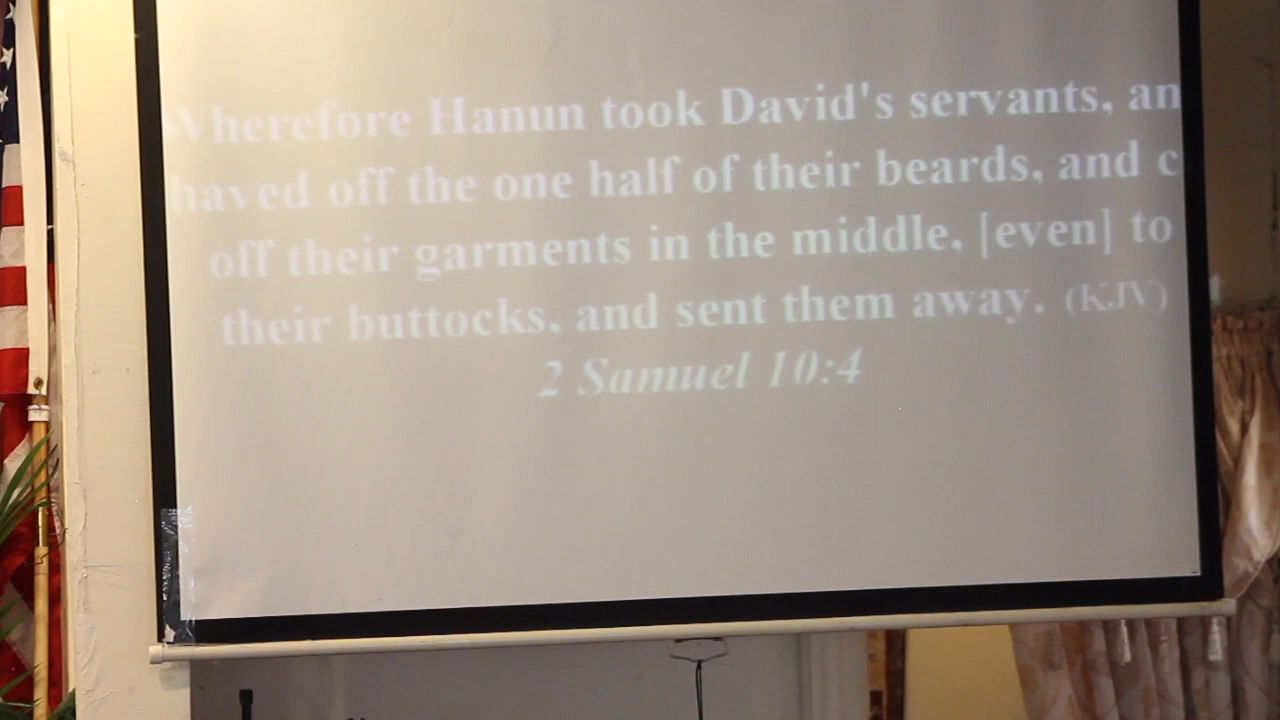 Wherefore Hanun took David's servants, an
haved off the one half of their beards, and c
off their garments in the middle, [even] to
their buttocks, and sent them away. (KJV) t
2 Samuel 10:4